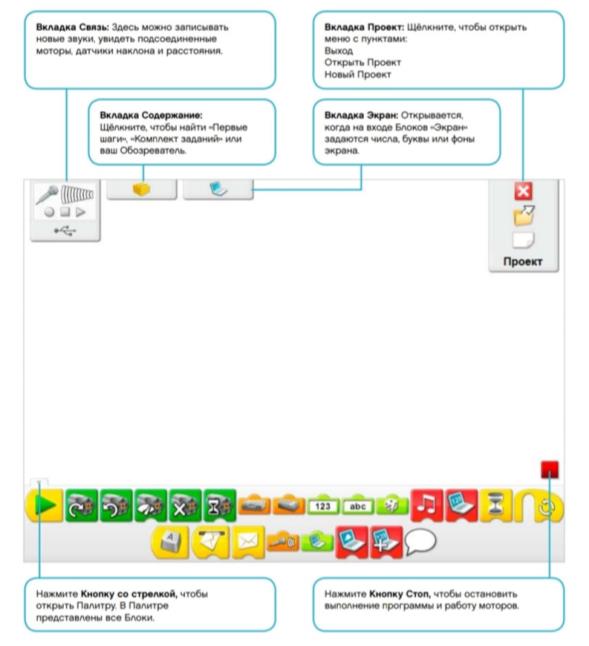 Вкладка Связь: Здесь можно записывать
новые звуки, увидеть подсоединенные
моторы, датчики наклона и расстояния.
Вкладка Проект: Щёлкните, чтобы открыть
меню с пунктами:
Выход
Открыть Проект
Новый Проект
Вкладка Содержание:
Щёлкните, чтобы найти «Первые
шаги», «Комплект заданий» или
ваш Обозреватель.
Вкладка Экран: Открывается,
когда на входе Блоков «Экран»
задаются числа, буквы или фоны
экрана.
Проект
123
abc
A
Нажмите Кнопку со стрелкой, чтобы
открыть Палитру. В Палитре
представлены все Блоки.
Нажмите Кнопку Стоп, чтобы остановить
выполнение программы и работу моторов.